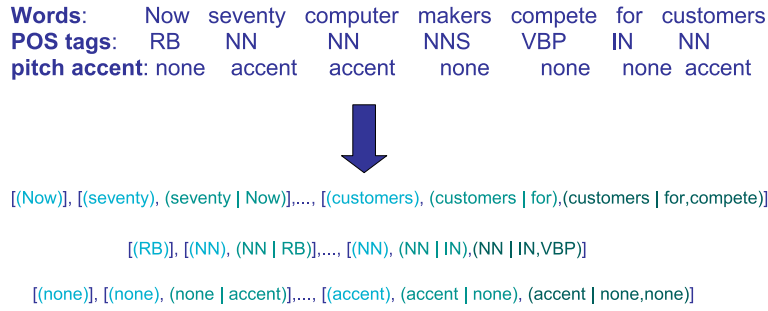 Words: Now seventy computer makers compete for customers
POS tags: RB NN NN NNS VBP IN NN
pitch accent: none accent accent none none none accent
[(Now)], [(seventy), (seventy | Now)],..., [(customers), (customers | for),(customers | for,compete)]
[(RB)], [(NN), (NN | RB)],..., [(NN), (NN | IN),(NN | IN,VBP)]
[(none)], [(none), (none | accent)],..., [(accent), (accent | none), (accent | none,none)]